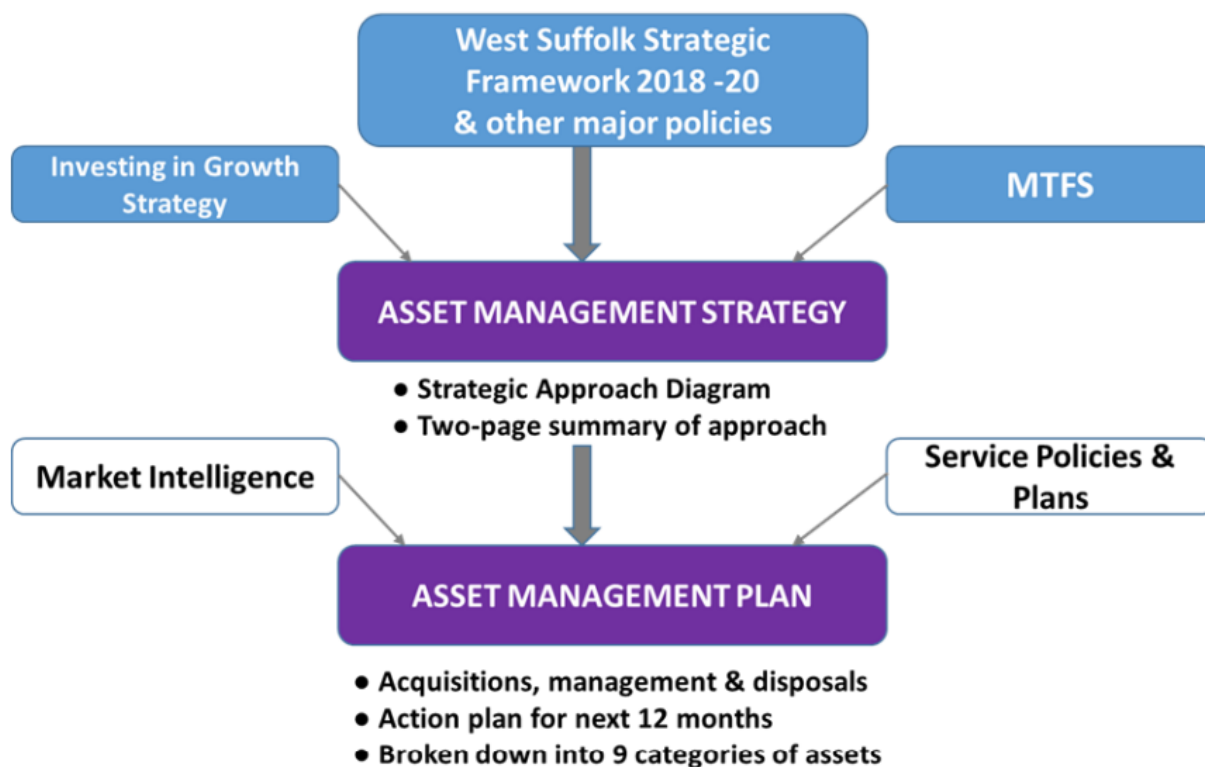 West Suffolk Strategic
Framework 2018 -20
& other major policies
Investing in Growth
Strategy
MTFS
ASSET MANAGEMENT STRATEGY
● Strategic Approach Diagram
● Two-page summary of approach
Market Intelligence
Service Policies &
Plans
ASSET MANAGEMENT PLAN
● Acquisitions, management & disposals
● Action plan for next 12 months
● Broken down into 9 categories of assets